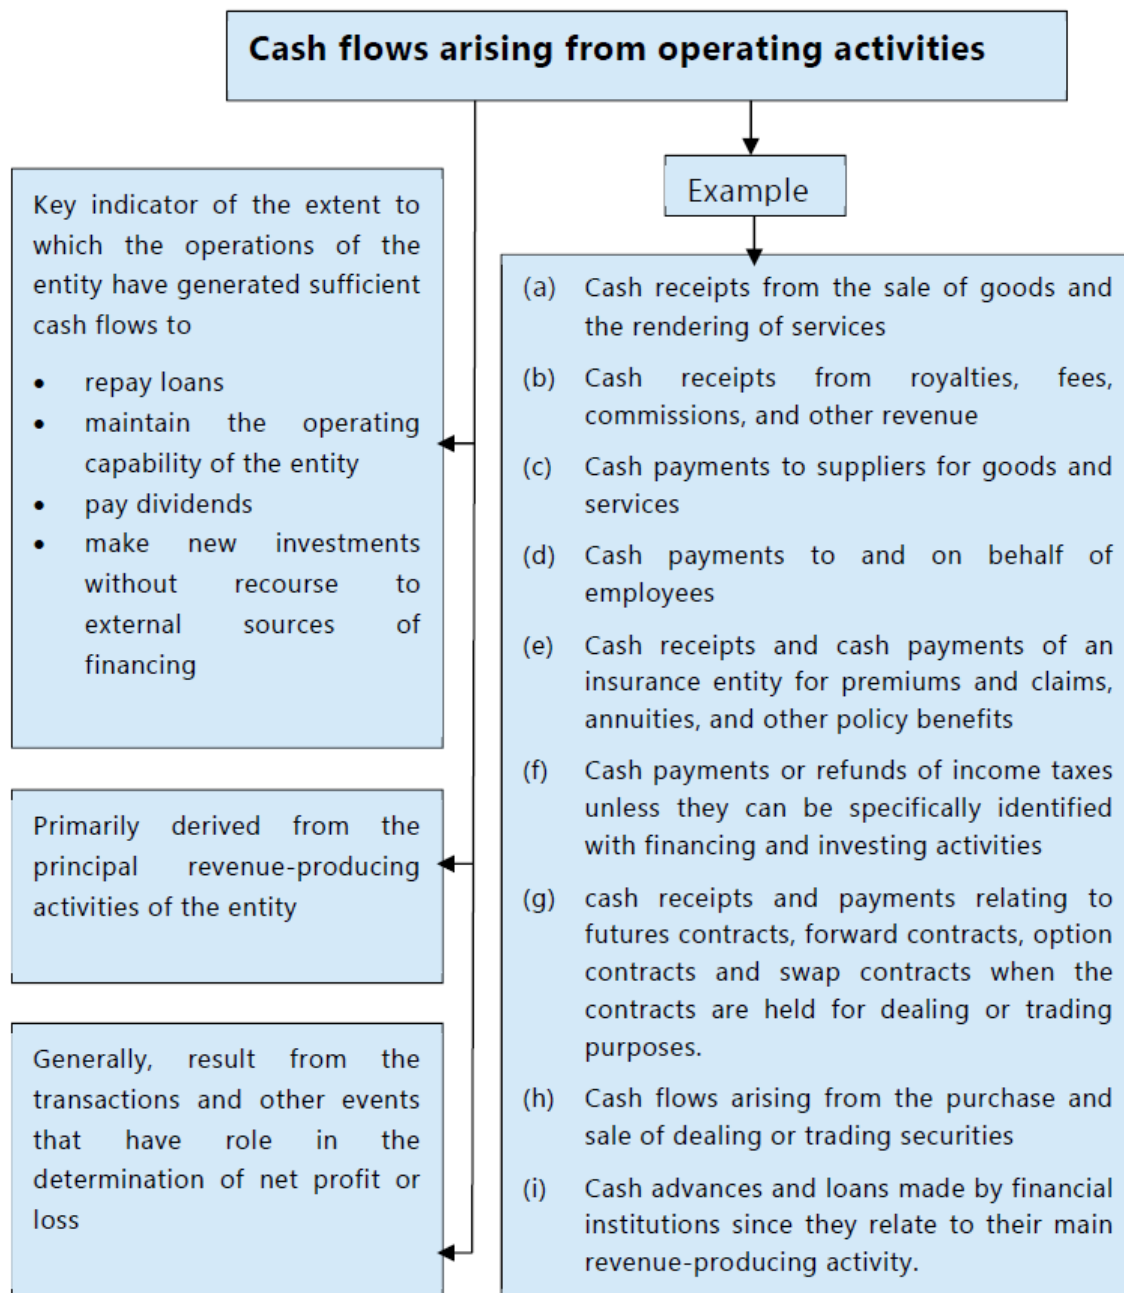 Cash flows arising from operating activities
Key indicator of the extent to
which the operations of the
entity have generated sufficient
cash flows to
• repay loans
• maintain the operating
capability of the entity
• pay dividends
• make new investments
without recourse to
external sources of
financing
Primarily derived from the
principal revenue-producing
activities of the entity
Generally, result from the
transactions and other events
that have role in the
determination of net profit or
loss
Example
(a) Cash receipts from the sale of goods and
the rendering of services
(b) Cash receipts from royalties, fees,
commissions, and other revenue
(c) Cash payments to suppliers for goods and
services
(d) Cash payments to and on behalf of
employees
(e) Cash receipts and cash payments of an
insurance entity for premiums and claims,
annuities, and other policy benefits
(f) Cash payments or refunds of income taxes
unless they can be specifically identified
with financing and investing activities
(g) cash receipts and payments relating to
futures contracts, forward contracts, option
contracts and swap contracts when the
contracts are held for dealing or trading
purposes.
(h) Cash flows arising from the purchase and
sale of dealing or trading securities
(i) Cash advances and loans made by financial
institutions since they relate to their main
revenue-producing activity.